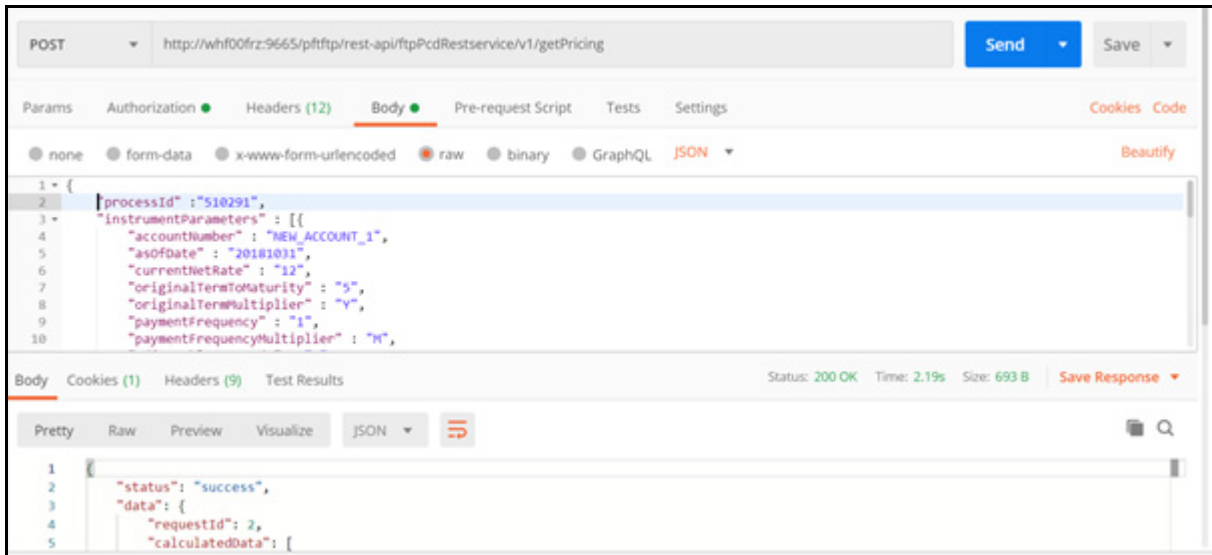 POST http://whf00frz:9665/pftftp/rest-api/ftpPcdRestservice/v1/getPricing Send Save
Params Authorization Headers (12) Body Pre-request Script Tests Settings Cookies Code
none form-data x-www-form-urlencoded raw binary GraphQL JSON Beautify
1 {
2 "processId" :"510291",
3 "instrumentParameters" : [{
4 "accountNumber" : "NEW_ACCOUNT_1",
5 "asOfDate" : "20181031",
6 "currentNetRate" : "12",
7 "originalTermToMaturity" : "5",
8 "originalTermMultiplier" : "Y",
9 "paymentFrequency" : "1",
10 "paymentFrequencyMultiplier" : "M",
Body Cookies (1) Headers (9) Test Results Status: 200 OK Time: 2.19s Size: 693 B Save Response
Pretty Raw Preview Visualize JSON
1 {
2 "status": "success",
3 "data": {
4 "requestId": 2,
5 "calculatedData": [